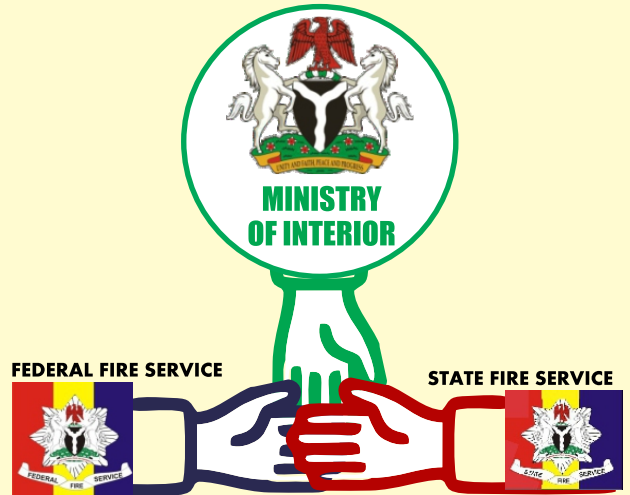 UNITY AND FAITH, PEACE AND PROGRESS
MINISTRY
OF INTERIOR
FEDERAL FIRE SERVICE
STATE FIRE SERVICE
FEDERAL FIRE SERVICE
STATE FIRE SERVICE